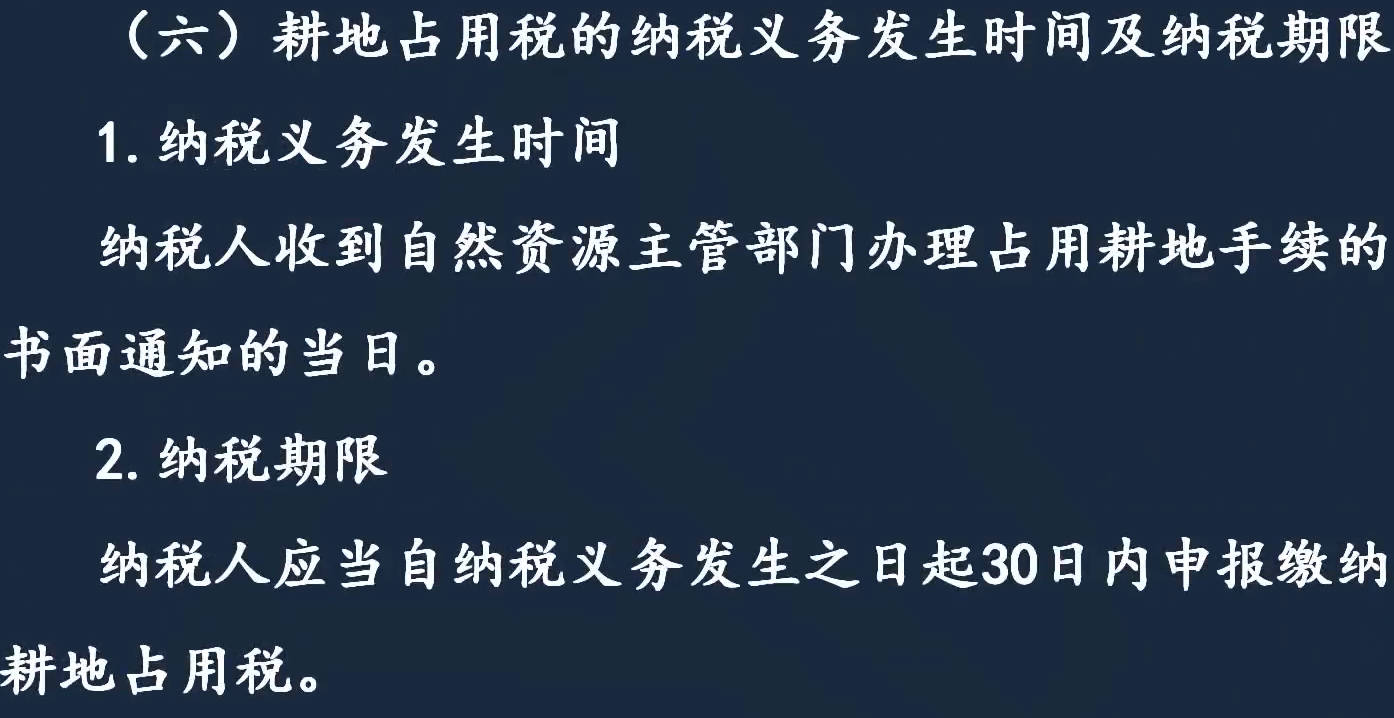 （六）耕地占用税的纳税义务发生时间及纳税期限
1. 纳税义务发生时间
纳税人收到自然资源主管部门办理占用耕地手续的
书面通知的当日。
2. 纳税期限
纳税人应当自纳税义务发生之日起30日内申报缴纳
耕地占用税。